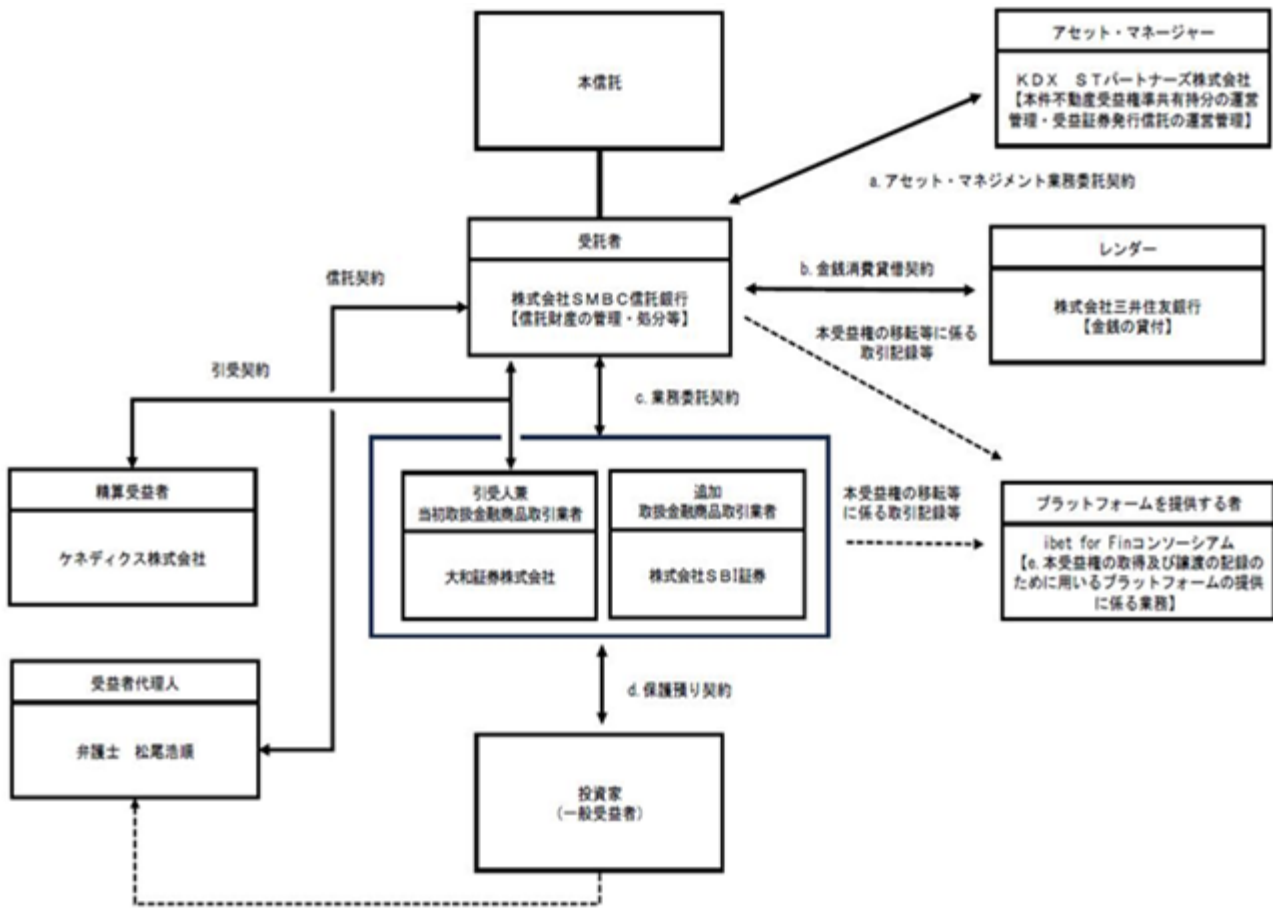 本信託
アセット・マネージャー
KDX STパートナーズ株式会社
【本件不動産受益権準共有持分の運営
管理・受益証券発行信託の運営管理】
a. アセット・マネジメント業務委託契約
受託者
株式会社SMBC信託銀行
【信託財産の管理・処分等】
信託契約
b. 金銭消費貸借契約
レンダー
株式会社三井住友銀行
【金銭の貸付】
本受益権の移転等に係る
取引記録等
引受契約
c. 業務委託契約
精算受益者
ケネディクス株式会社
引受人兼
当初取扱金融商品取引業者
大和証券株式会社
追加
取扱金融商品取引業者
株式会社SBI証券
本受益権の移転等
に係る取引記録等
プラットフォームを提供する者
ibet for Finコンソーシアム
【e. 本受益権の取得及び譲渡の記録の
ために用いるプラットフォームの提供
に係る業務】
受益者代理人
弁護士 松尾浩順
d. 保護預り契約
投資家
(一般受益者)